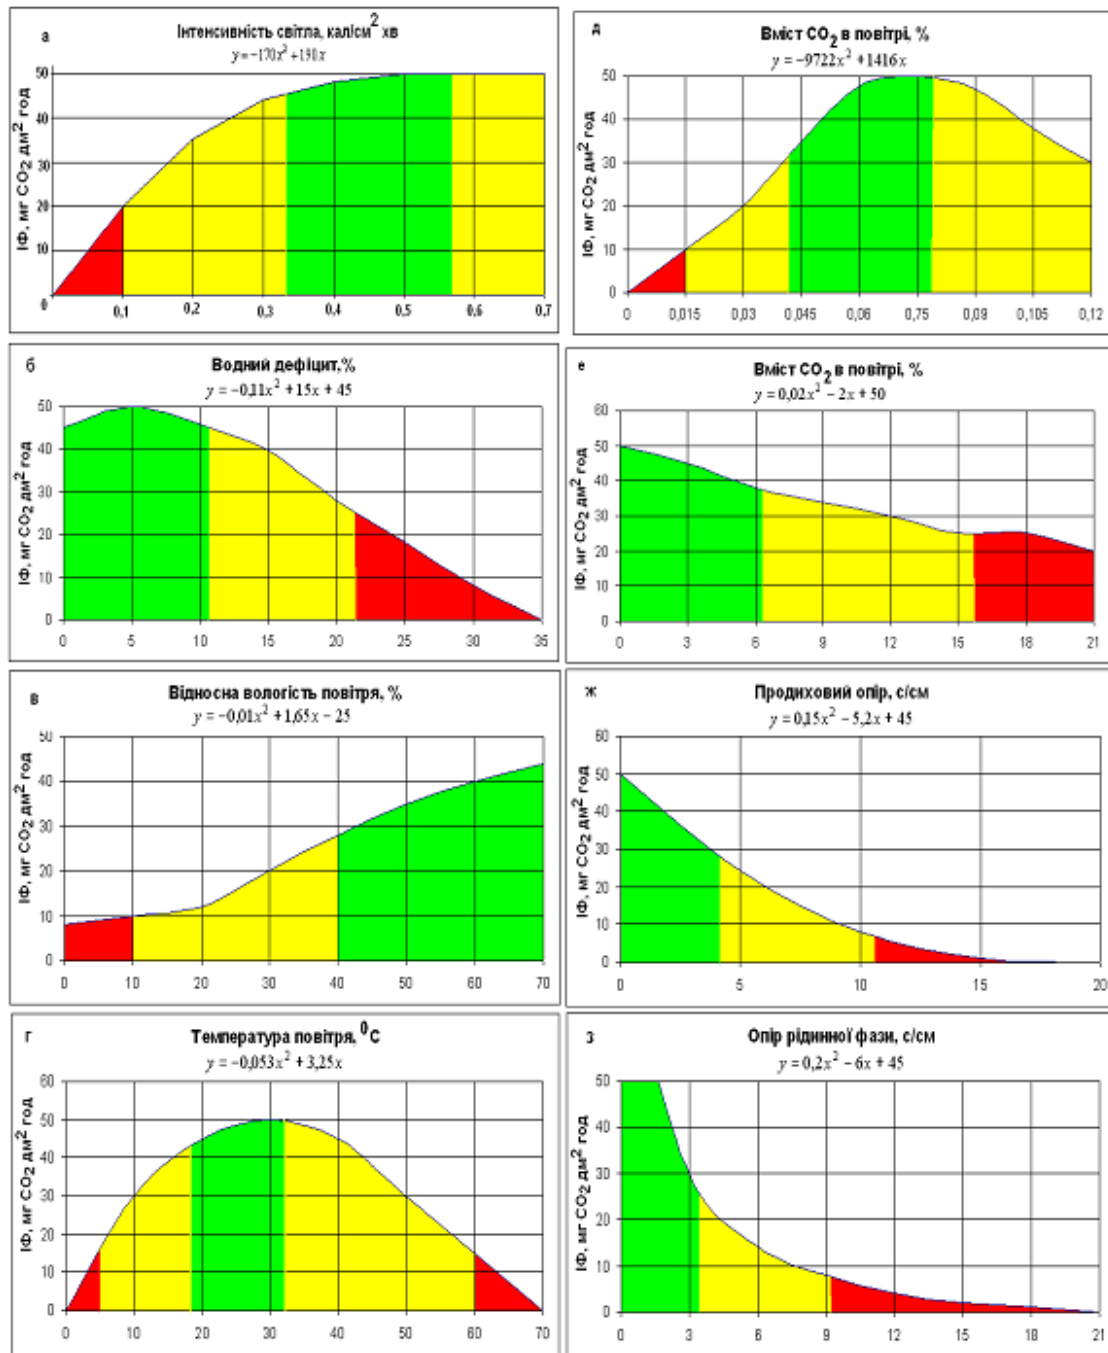 а
Інтенсивність світла, кал/см² хв
y = −170x² + 190x
ІФ, мг CO₂ дм² год
50
40
30
20
10
0
0,1 0,2 0,3 0,4 0,5 0,6 0,7
д
Вміст CO₂ в повітрі, %
y = −9722x² + 1416x
ІФ, мг CO₂ дм² год
50
40
30
20
10
0
0 0,015 0,03 0,045 0,06 0,75 0,09 0,105 0,12
б
Водний дефіцит,%
y = −0,11x² + 15x + 45
ІФ, мг CO₂ дм² год
50
40
30
20
10
0
0 5 10 15 20 25 30 35
е
Вміст CO₂ в повітрі, %
y = 0,02x² − 2x + 50
ІФ, мг CO₂ дм² год
60
50
40
30
20
10
0
0 3 6 9 12 15 18 21
в
Відносна вологість повітря, %
y = −0,01x² + 1,65x − 25
ІФ, мг CO₂ дм² год
50
40
30
20
10
0
0 10 20 30 40 50 60 70
ж
Продиховий опір, с/см
y = 0,15x² − 5,2x + 45
ІФ, мг CO₂ дм² год
60
50
40
30
20
10
0
0 5 10 15 20
г
Температура повітря, ⁰С
y = −0,053x² + 3,25x
ІФ, мг CO₂ дм² год
60
50
40
30
20
10
0
0 10 20 30 40 50 60 70
з
Опір рідинної фази, с/см
y = 0,2x² − 6x + 45
ІФ, мг CO₂ дм² год
50
40
30
20
10
0
0 3 6 9 12 15 18 21